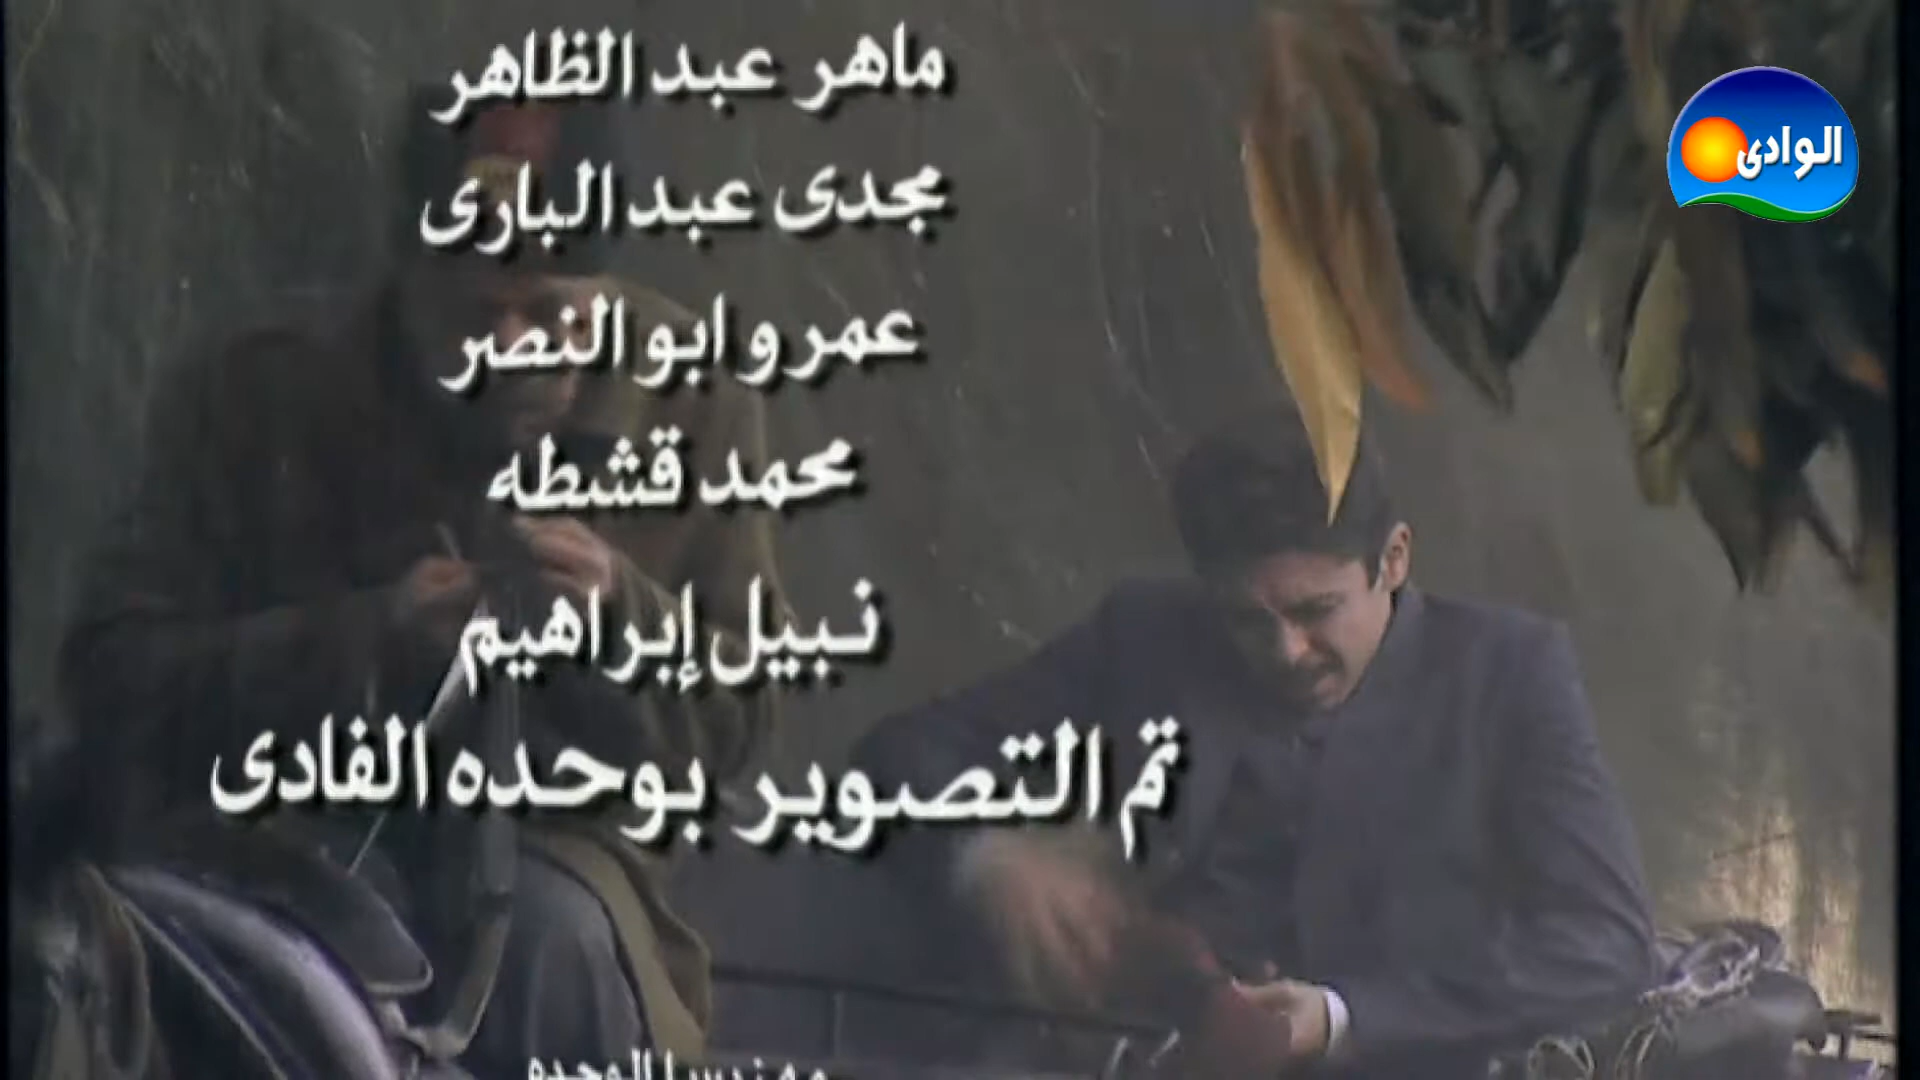 ماهر عبد الظاهر
الوادى
مجدى عبد البارى
عمرو ابو النصر
محمد قشطه
نبيل إبراهيم
تم التصوير بوحده الفادى